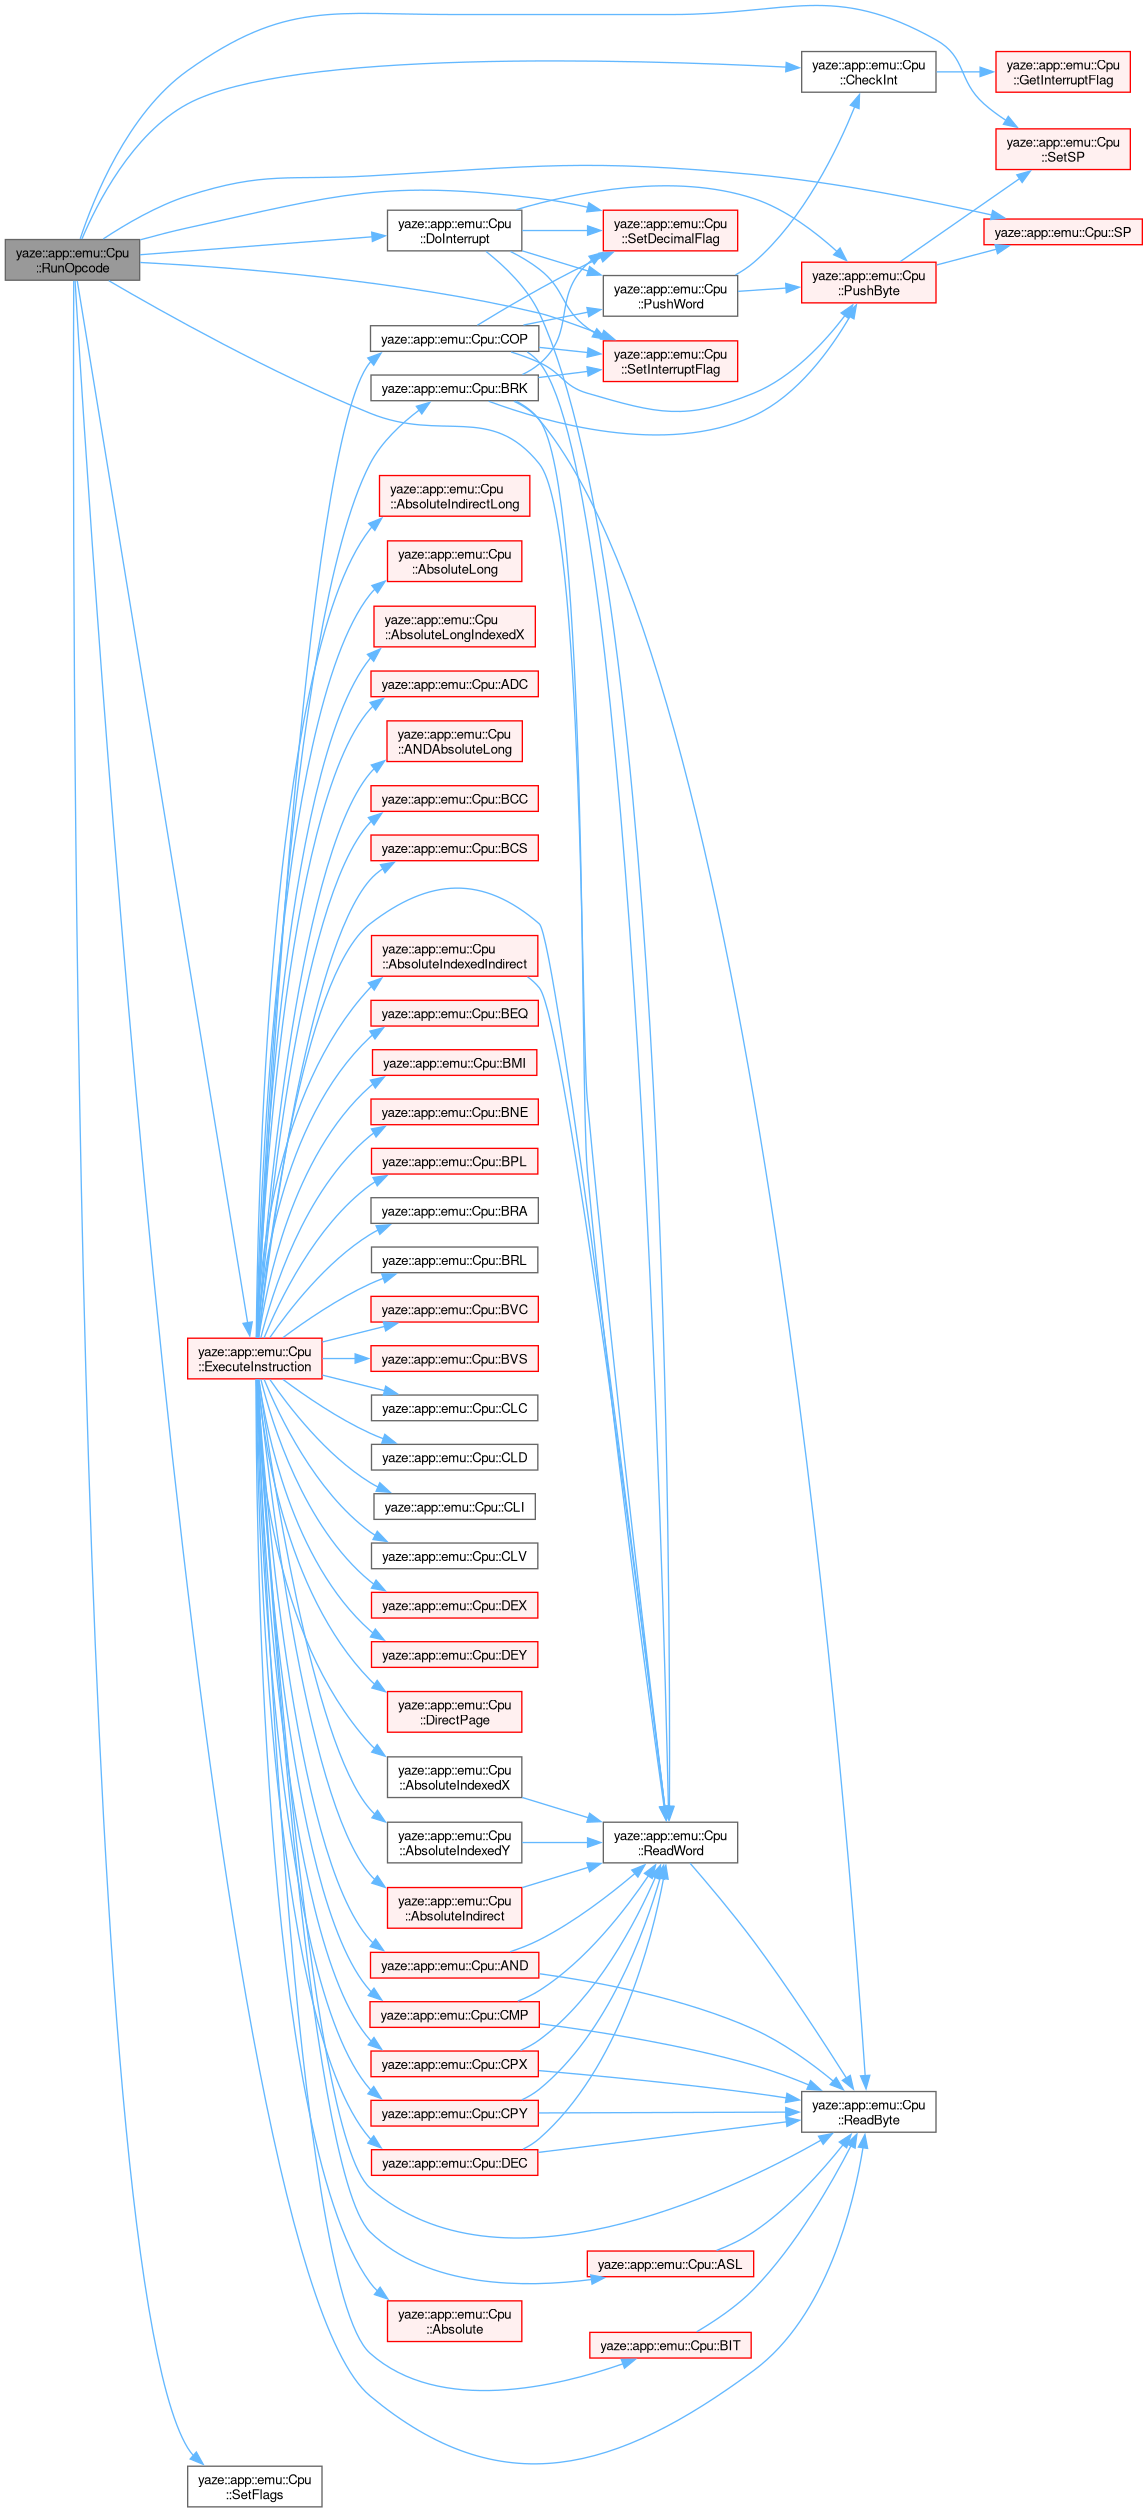 yaze::app::emu::Cpu
::CheckInt
yaze::app::emu::Cpu
::GetInterruptFlag
yaze::app::emu::Cpu
::SetSP
yaze::app::emu::Cpu
::RunOpcode
yaze::app::emu::Cpu
::DoInterrupt
yaze::app::emu::Cpu
::SetDecimalFlag
yaze::app::emu::Cpu::SP
yaze::app::emu::Cpu
::PushWord
yaze::app::emu::Cpu
::PushByte
yaze::app::emu::Cpu::COP
yaze::app::emu::Cpu
::SetInterruptFlag
yaze::app::emu::Cpu::BRK
yaze::app::emu::Cpu
::AbsoluteIndirectLong
yaze::app::emu::Cpu
::AbsoluteLong
yaze::app::emu::Cpu
::AbsoluteLongIndexedX
yaze::app::emu::Cpu::ADC
yaze::app::emu::Cpu
::ANDAbsoluteLong
yaze::app::emu::Cpu::BCC
yaze::app::emu::Cpu::BCS
yaze::app::emu::Cpu
::AbsoluteIndexedIndirect
yaze::app::emu::Cpu::BEQ
yaze::app::emu::Cpu::BMI
yaze::app::emu::Cpu::BNE
yaze::app::emu::Cpu::BPL
yaze::app::emu::Cpu::BRA
yaze::app::emu::Cpu::BRL
yaze::app::emu::Cpu::BVC
yaze::app::emu::Cpu
::ExecuteInstruction
yaze::app::emu::Cpu::BVS
yaze::app::emu::Cpu::CLC
yaze::app::emu::Cpu::CLD
yaze::app::emu::Cpu::CLI
yaze::app::emu::Cpu::CLV
yaze::app::emu::Cpu::DEX
yaze::app::emu::Cpu::DEY
yaze::app::emu::Cpu
::DirectPage
yaze::app::emu::Cpu
::AbsoluteIndexedX
yaze::app::emu::Cpu
::AbsoluteIndexedY
yaze::app::emu::Cpu
::ReadWord
yaze::app::emu::Cpu
::AbsoluteIndirect
yaze::app::emu::Cpu::AND
yaze::app::emu::Cpu::CMP
yaze::app::emu::Cpu::CPX
yaze::app::emu::Cpu::CPY
yaze::app::emu::Cpu
::ReadByte
yaze::app::emu::Cpu::DEC
yaze::app::emu::Cpu::ASL
yaze::app::emu::Cpu
::Absolute
yaze::app::emu::Cpu::BIT
yaze::app::emu::Cpu
::SetFlags